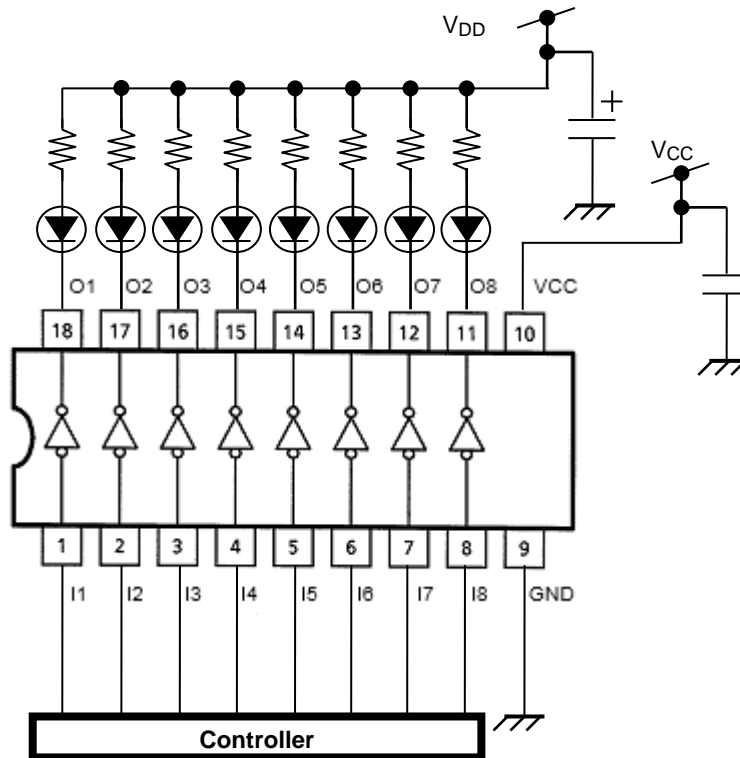 VDD
+
VCC
O1 O2 O3 O4 O5 O6 O7 O8 VCC
18 17 16 15 14 13 12 11 10
1 2 3 4 5 6 7 8 9
I1 I2 I3 I4 I5 I6 I7 I8 GND
Controller